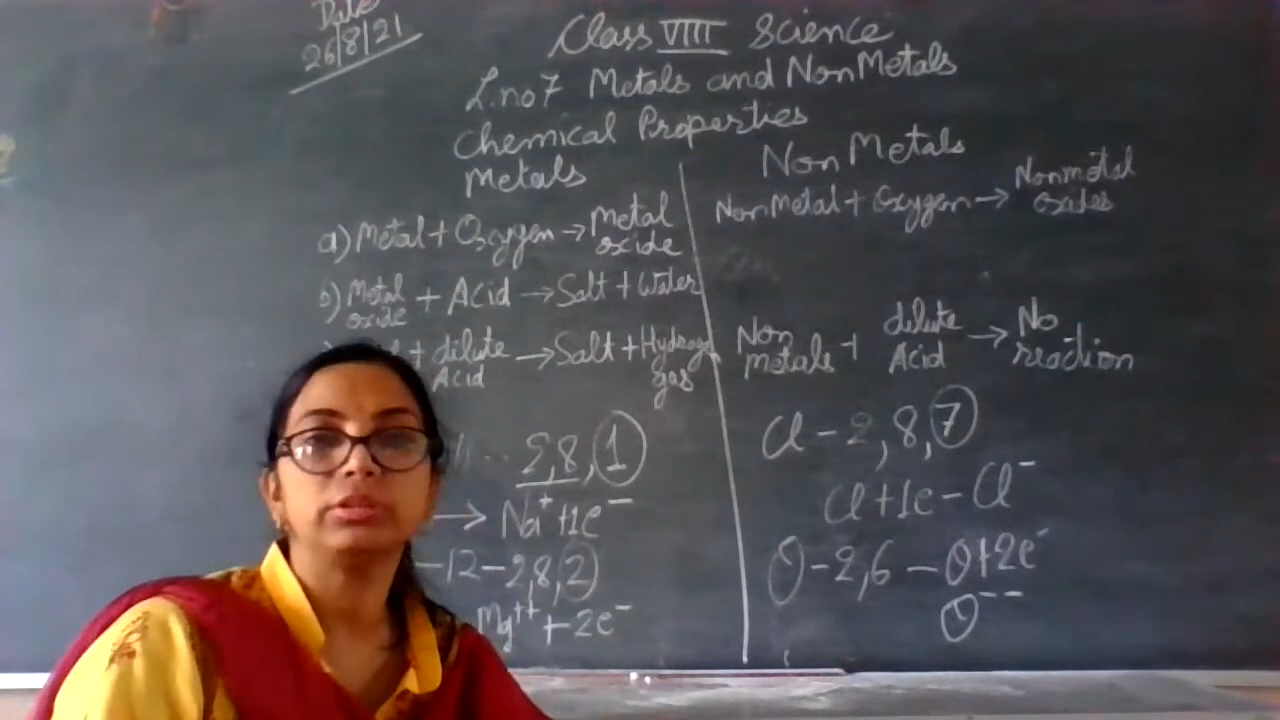 Date
26/8/21
Class VIII Science
L.no 7 Metals and NonMetals
Chemical Properties
Metals
a) Metal + Oxygen → Metal oxide
b) Metal oxide + Acid → Salt + Water
+ dilute Acid → Salt + Hydrogen gas
11 -- 2,8,1
→ Na+ + 1e-
-12-2,8,2
Mg++ + 2e-
Non Metals
NonMetal + Oxygen → Nonmetal oxides
Non metals + dilute Acid → No reaction
Cl - 2,8,7
Cl + 1e - Cl-
O - 2,6 - O + 2e-
O--